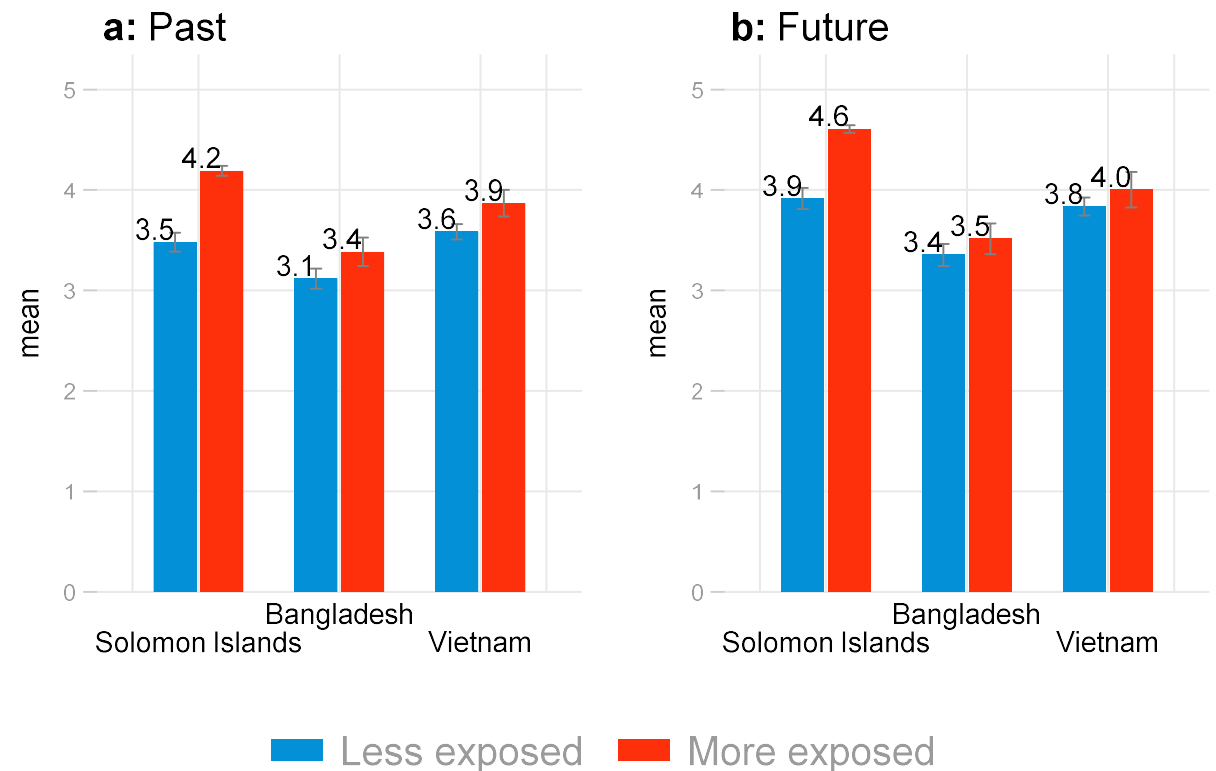 a: Past
5
4
3
2
1
0
mean
3.5
4.2
3.1
3.4
3.6
3.9
Bangladesh
Solomon Islands
Vietnam
b: Future
5
4
3
2
1
0
mean
3.9
4.6
3.4
3.5
3.8
4.0
Bangladesh
Solomon Islands
Vietnam
Less exposed
More exposed